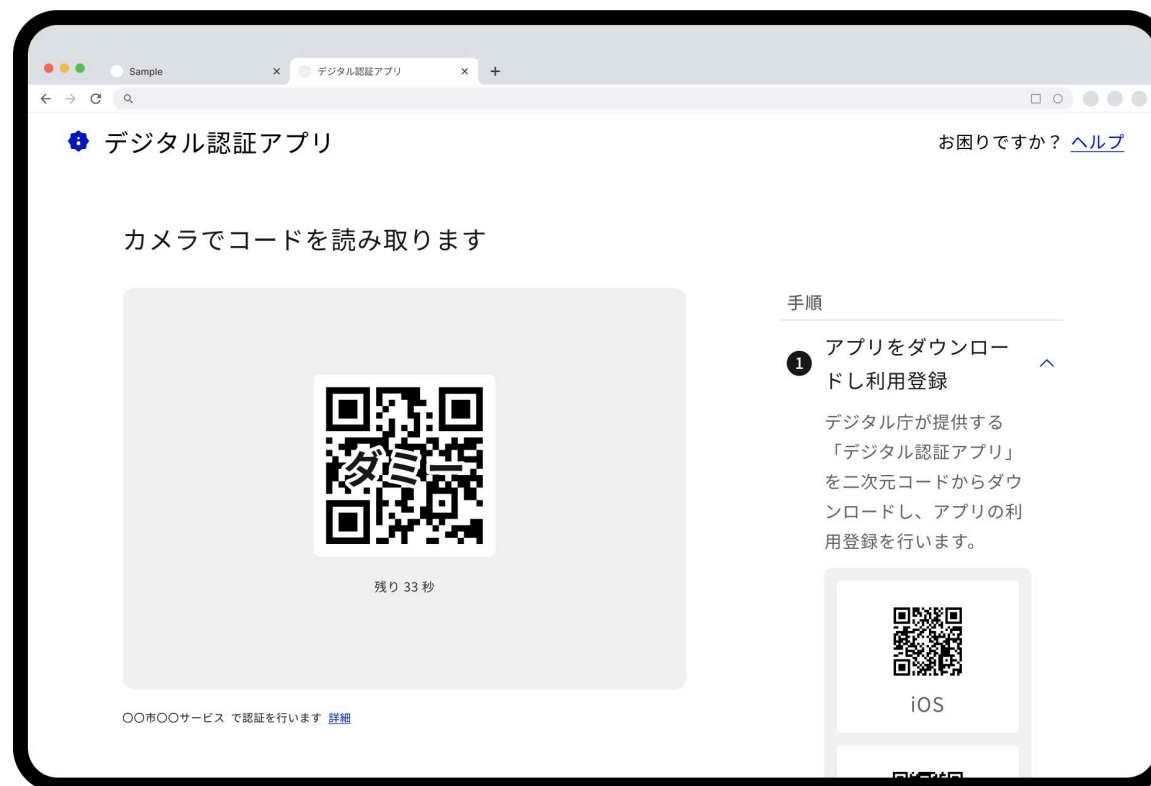 Sample
デジタル認証アプリ
デジタル認証アプリ
お困りですか？ ヘルプ
カメラでコードを読み取ります
ダミー
残り 33 秒
〇〇市〇〇サービス で認証を行います 詳細
手順
1 アプリをダウンロー
ドし利用登録
デジタル庁が提供する
「デジタル認証アプリ」
を二次元コードからダウ
ンロードし、アプリの利
用登録を行います。
iOS